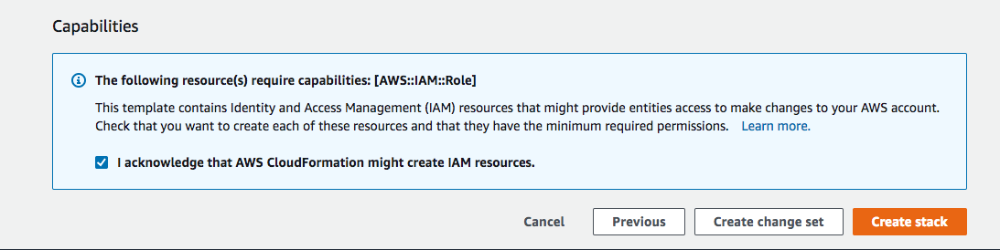 Capabilities
The following resource(s) require capabilities: [AWS::IAM::Role]
This template contains Identity and Access Management (IAM) resources that might provide entities access to make changes to your AWS account.
Check that you want to create each of these resources and that they have the minimum required permissions. Learn more.
I acknowledge that AWS CloudFormation might create IAM resources.
Cancel Previous Create change set Create stack